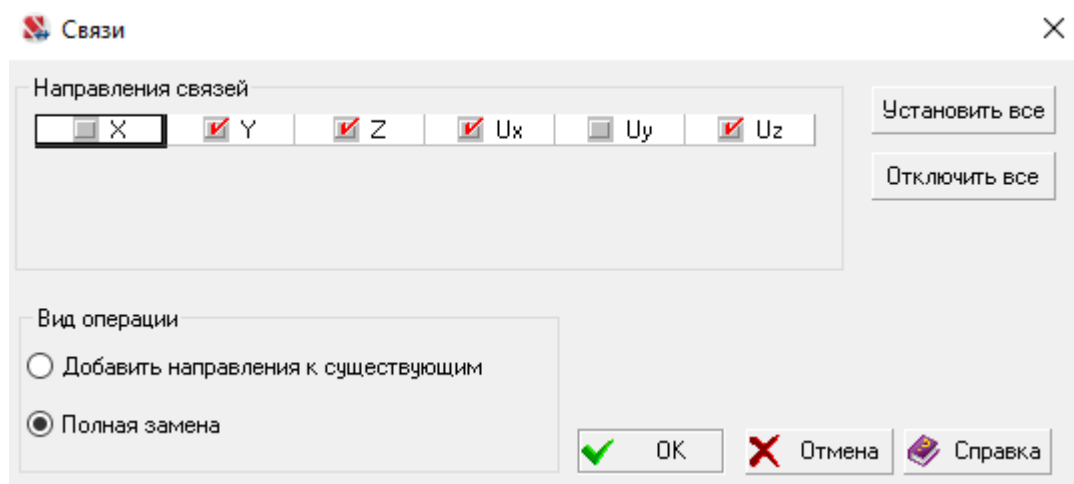 Связи
Направления связей
X Y Z Ux Uy Uz
Установить все
Отключить все
Вид операции
Добавить направления к существующим
Полная замена
OK Отмена Справка